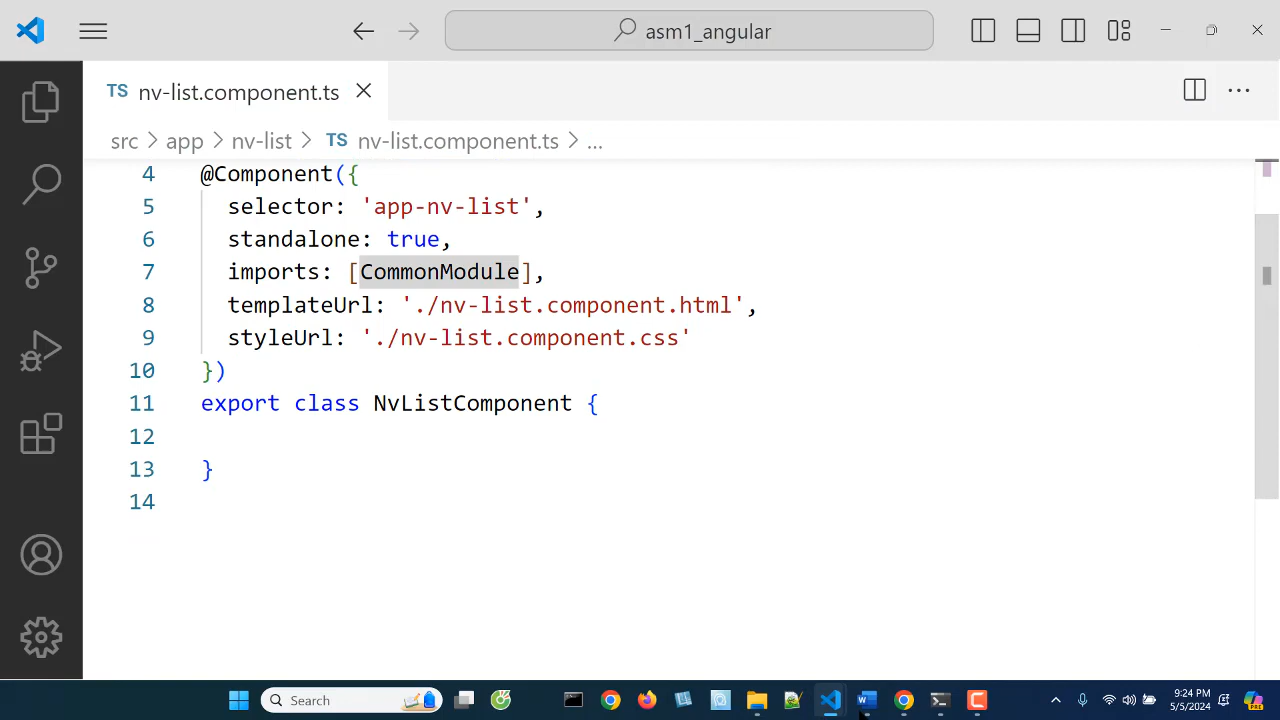 asm1_angular
TS nv-list.component.ts
src > app > nv-list > TS nv-list.component.ts > ...
4 @Component({
5 selector: 'app-nv-list',
6 standalone: true,
7 imports: [CommonModule],
8 templateUrl: './nv-list.component.html',
9 styleUrl: './nv-list.component.css'
10 })
11 export class NvListComponent {
12
13 }
14
Search
9:24 PM
5/5/2024